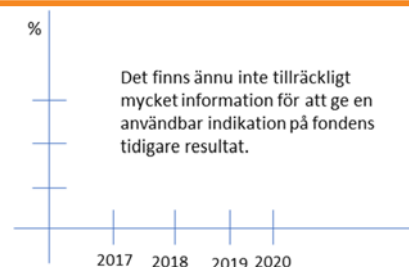 %
Det finns ännu inte tillräckligt
mycket information för att ge en
användbar indikation på fondens
tidigare resultat.
2017 2018 2019 2020